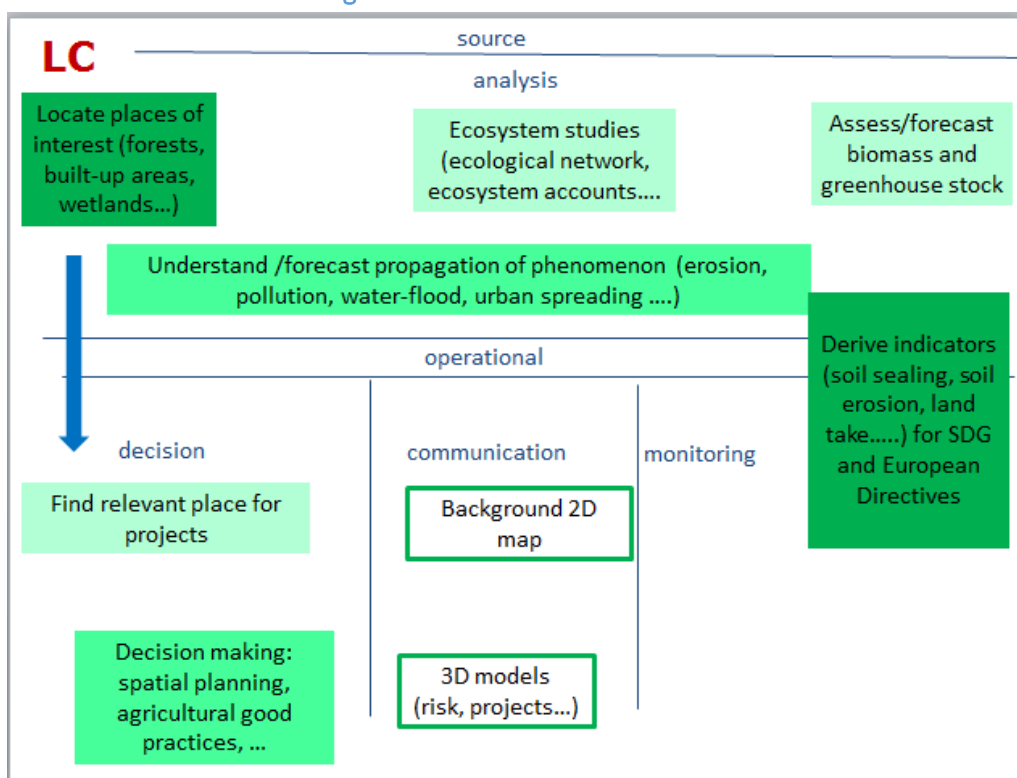 LC
source
analysis
Locate places of
interest (forests,
built-up areas,
wetlands...)
Ecosystem studies
(ecological network,
ecosystem accounts....
Assess/forecast
biomass and
greenhouse stock
Understand /forecast propagation of phenomenon (erosion,
pollution, water-flood, urban spreading ....)
Derive indicators
(soil sealing, soil
erosion, land
take.....) for SDG
and European
Directives
operational
decision
communication
monitoring
Find relevant place for
projects
Background 2D
map
Decision making:
spatial planning,
agricultural good
practices, ...
3D models
(risk, projects...)